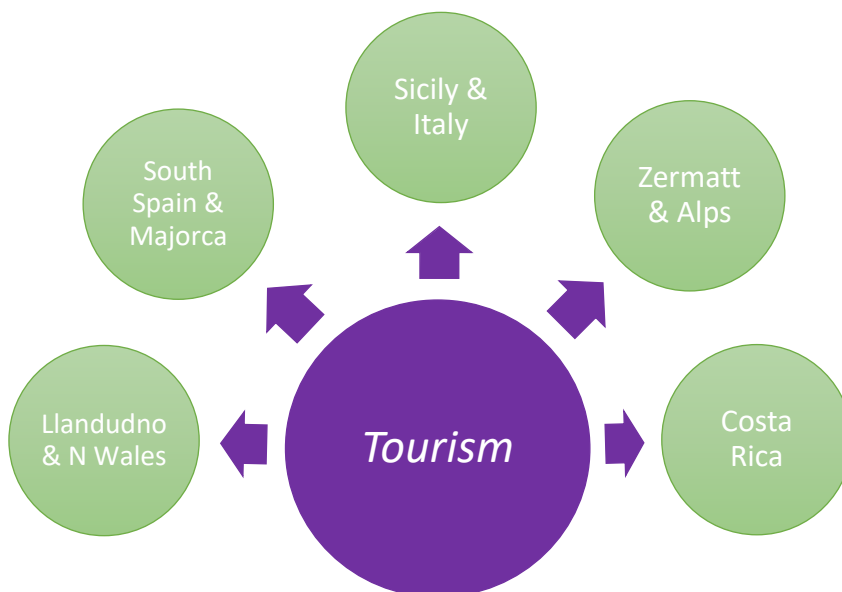 Sicily &
Italy
South
Spain &
Majorca
Zermatt
& Alps
Llandudno
& N Wales
Tourism
Costa
Rica